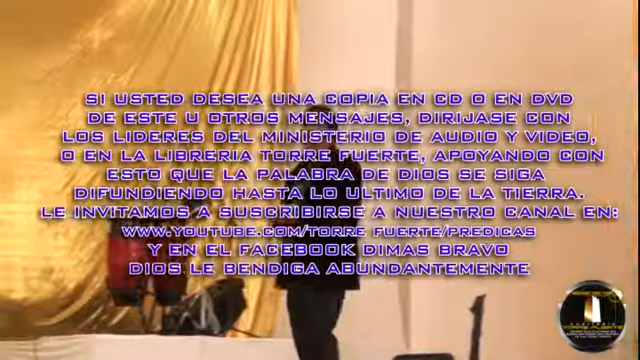 SI USTED DESEA UNA COPIA EN CD O EN DVD
DE ESTE U OTROS MENSAJES, DIRIJASE CON
LOS LIDERES DEL MINISTERIO DE AUDIO Y VIDEO,
O EN LA LIBRERIA TORRE FUERTE, APOYANDO CON
ESTO QUE LA PALABRA DE DIOS SE SIGA
DIFUNDIENDO HASTA LO ULTIMO DE LA TIERRA.
LE INVITAMOS A SUSCRIBIRSE A NUESTRO CANAL EN:
WWW.YOUTUBE.COM/TORRE FUERTE/PREDICAS
Y EN EL FACEBOOK DIMAS BRAVO
DIOS LE BENDIGA ABUNDANTEMENTE
TORRE FUERTE